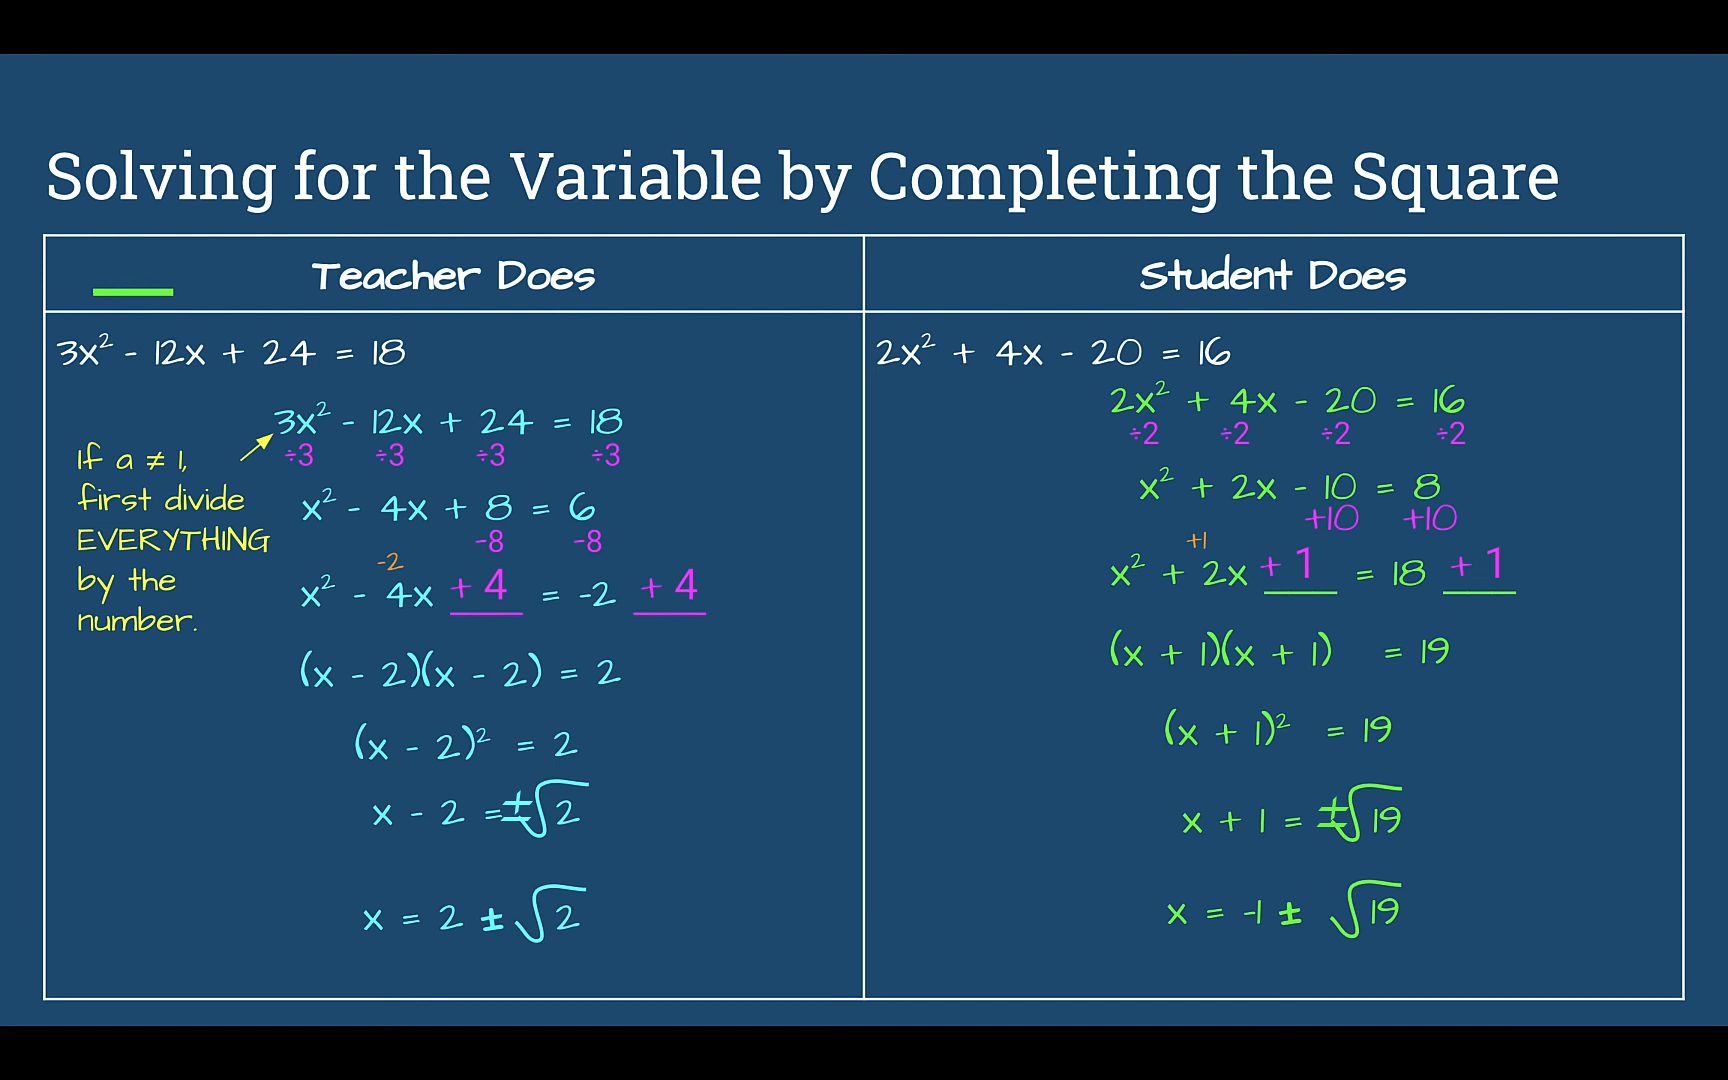 Solving for the Variable by Completing the Square
Teacher Does
3x² - 12x + 24 = 18
3x² - 12x + 24 = 18
÷3 ÷3 ÷3 ÷3
If a ≠ 1,
first divide
EVERYTHING
by the
number.
x² - 4x + 8 = 6
-8 -8
-2
x² - 4x + 4 = -2 + 4
(x - 2)(x - 2) = 2
(x - 2)² = 2
x - 2 = ±√2
x = 2 ± √2
Student Does
2x² + 4x - 20 = 16
2x² + 4x - 20 = 16
÷2 ÷2 ÷2 ÷2
x² + 2x - 10 = 8
+10 +10
+1
x² + 2x + 1 = 18 + 1
(x + 1)(x + 1) = 19
(x + 1)² = 19
x + 1 = ±√19
x = -1 ± √19